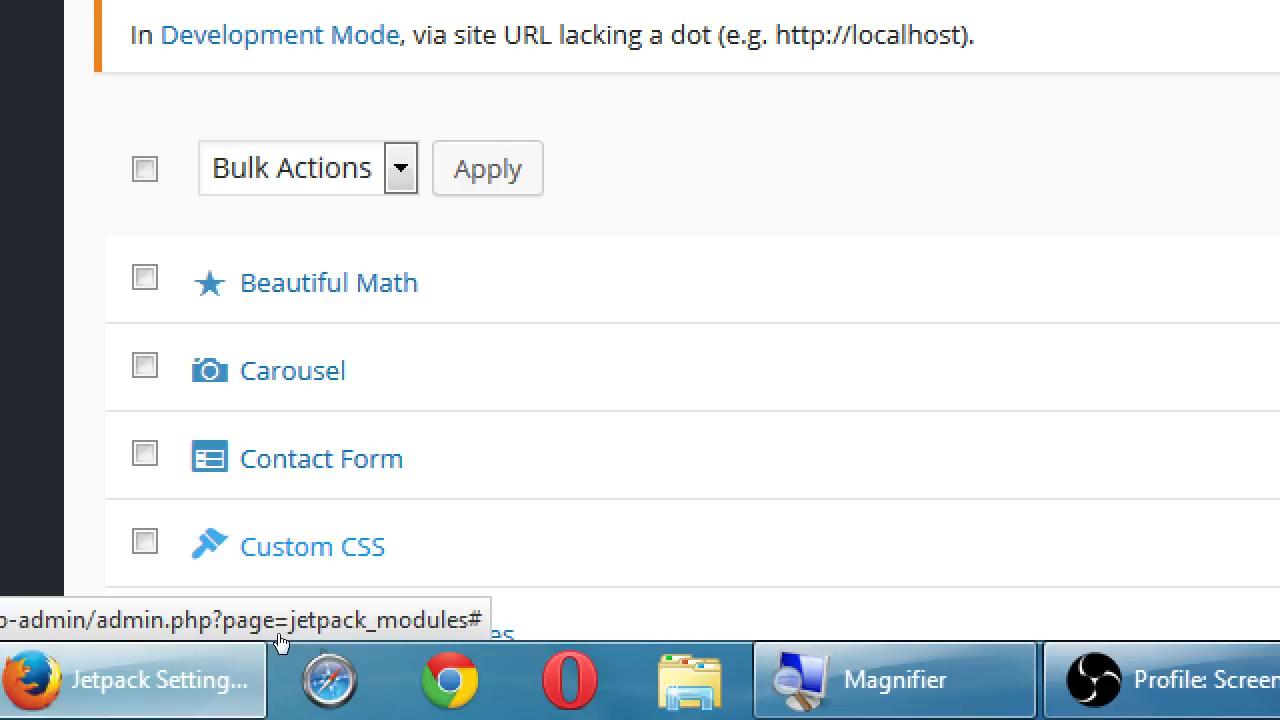 In Development Mode, via site URL lacking a dot (e.g. http://localhost).
Bulk Actions Apply
Beautiful Math
Carousel
Contact Form
Custom CSS
-admin/admin.php?page=jetpack_modules#
Jetpack Setting... Magnifier Profile: Screen